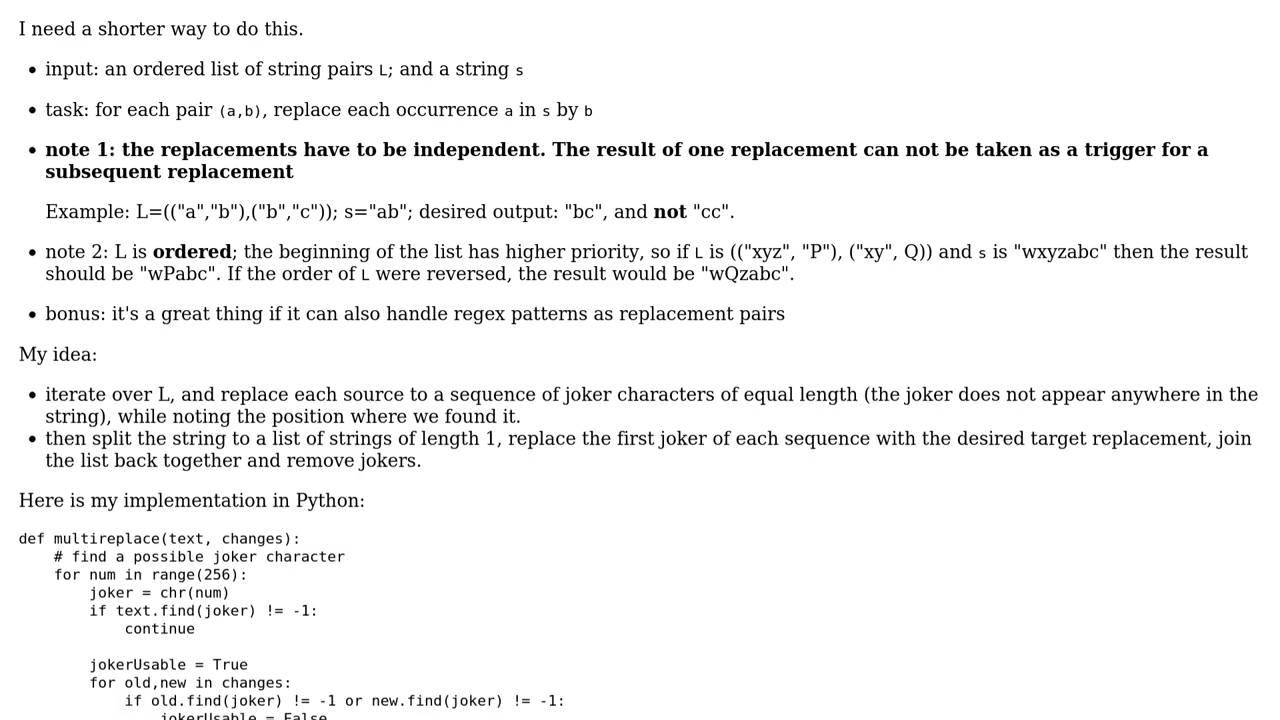 I need a shorter way to do this.
• input: an ordered list of string pairs L; and a string s
• task: for each pair (a,b), replace each occurrence a in s by b
• note 1: the replacements have to be independent. The result of one replacement can not be taken as a trigger for a
subsequent replacement
Example: L=(("a","b"),("b","c")); s="ab"; desired output: "bc", and not "cc".
• note 2: L is ordered; the beginning of the list has higher priority, so if L is (("xyz", "P"), ("xy", Q)) and s is "wxyzabc" then the result
should be "wPabc". If the order of L were reversed, the result would be "wQzabc".
• bonus: it's a great thing if it can also handle regex patterns as replacement pairs
My idea:
• iterate over L, and replace each source to a sequence of joker characters of equal length (the joker does not appear anywhere in the
string), while noting the position where we found it.
• then split the string to a list of strings of length 1, replace the first joker of each sequence with the desired target replacement, join
the list back together and remove jokers.
Here is my implementation in Python:
def multireplace(text, changes):
    # find a possible joker character
    for num in range(256):
        joker = chr(num)
        if text.find(joker) != -1:
            continue
        jokerUsable = True
        for old,new in changes:
            if old.find(joker) != -1 or new.find(joker) != -1:
                jokerUsable = False